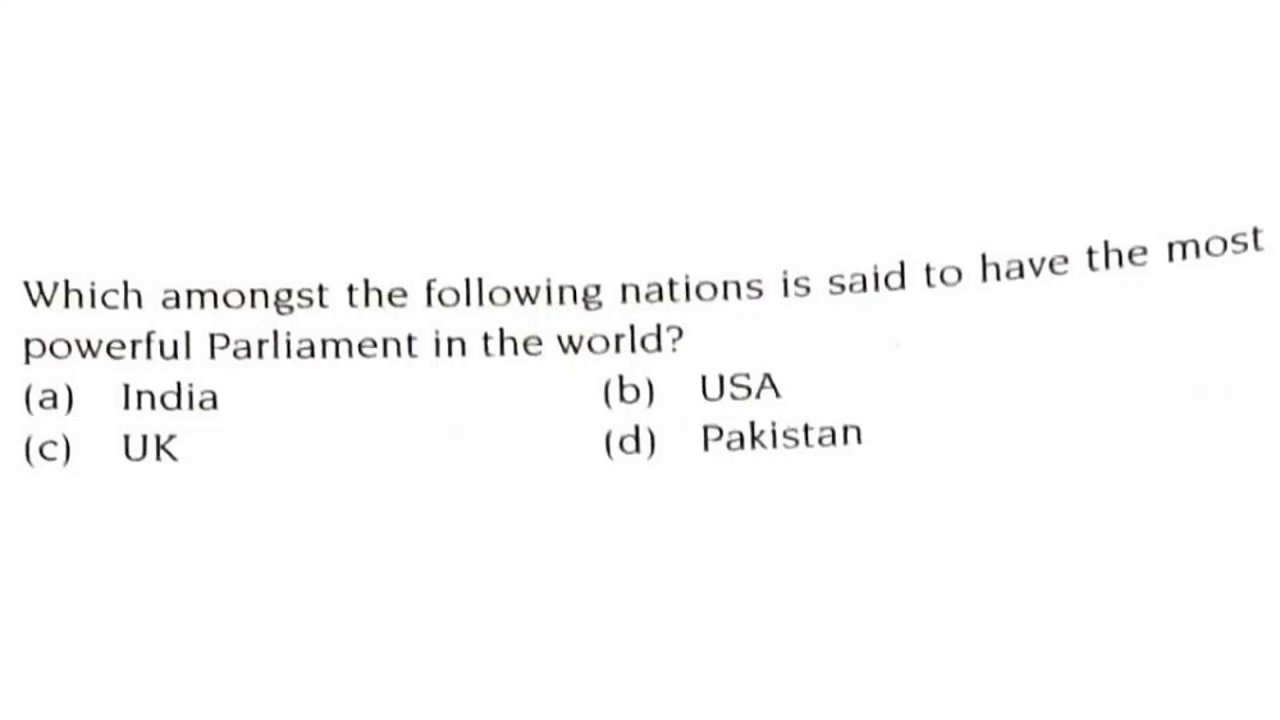 Which amongst the following nations is said to have the most
powerful Parliament in the world?
(a) India (b) USA
(c) UK (d) Pakistan